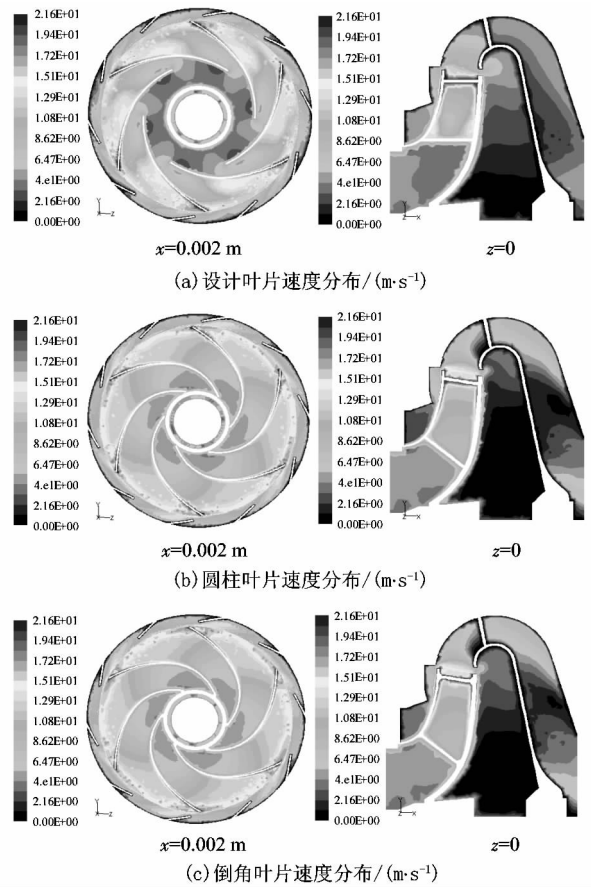 2.16E+01
1.94E+01
1.72E+01
1.51E+01
1.29E+01
1.08E+01
8.62E+00
6.47E+00
4.e1E+00
2.16E+00
0.00E+00
Y
Z
x=0.002 m
2.16E+01
1.94E+01
1.72E+01
1.51E+01
1.29E+01
1.08E+01
8.62E+00
6.47E+00
4.e1E+00
2.16E+00
0.00E+00
Y
Z
X
z=0
(a)设计叶片速度分布/(m·s⁻¹)
2.16E+01
1.94E+01
1.72E+01
1.51E+01
1.29E+01
1.08E+01
8.62E+00
6.47E+00
4.e1E+00
2.16E+00
0.00E+00
Y
X
Z
x=0.002 m
2.16E+01
1.94E+01
1.72E+01
1.51E+01
1.29E+01
1.08E+01
8.62E+00
6.47E+00
4.e1E+00
2.16E+00
0.00E+00
Y
Z
X
z=0
(b)圆柱叶片速度分布/(m·s⁻¹)
2.16E+01
1.94E+01
1.72E+01
1.51E+01
1.29E+01
1.08E+01
8.62E+00
6.47E+00
4.e1E+00
2.16E+00
0.00E+00
Y
X
Z
x=0.002 m
2.16E+01
1.94E+01
1.72E+01
1.51E+01
1.29E+01
1.08E+01
8.62E+00
6.47E+00
4.e1E+00
2.16E+00
0.00E+00
Y
Z
X
z=0
(c)倒角叶片速度分布/(m·s⁻¹)